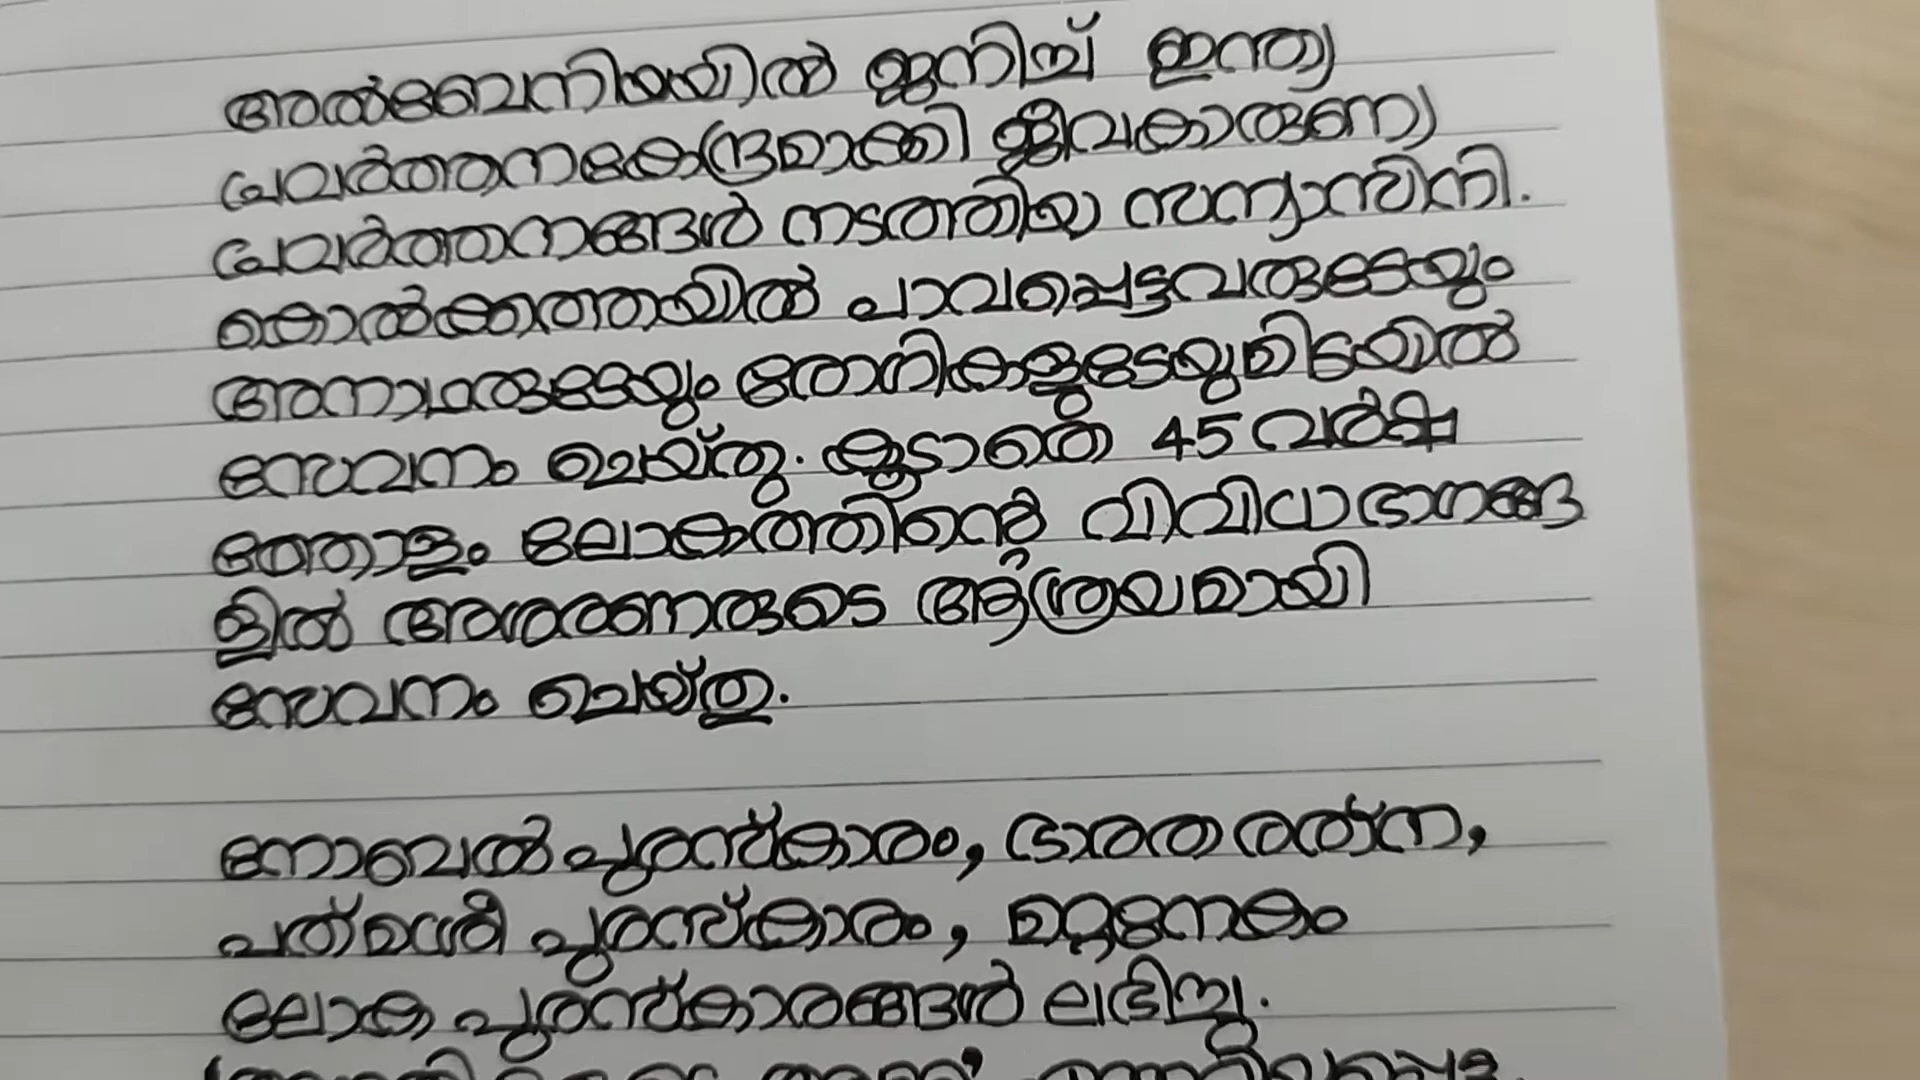 അൽബേനിയയിൽ ജനിച്ച് ഇന്ത്യ
പ്രവർത്തനകേന്ദ്രമാക്കി ജീവകാരുണ്യ
പ്രവർത്തനങ്ങൾ നടത്തിയ സന്യാസിനി.
കൊൽക്കത്തയിൽ പാവപ്പെട്ടവരുടേയും
അനാഥരുടേയും രോഗികളുടേയുമിടയിൽ
സേവനം ചെയ്തു. കൂടാതെ 45 വർഷ
ത്തോളം ലോകത്തിന്റെ വിവിധ ഭാഗങ്ങ
ളിൽ അശരണരുടെ ആശ്രയമായി
സേവനം ചെയ്തു.
നോബേൽ പുരസ്കാരം, ഭാരത രത്ന,
പത്മശ്രീ പുരസ്കാരം, മറ്റനേകം
ലോക പുരസ്കാരങ്ങൾ ലഭിച്ചു.